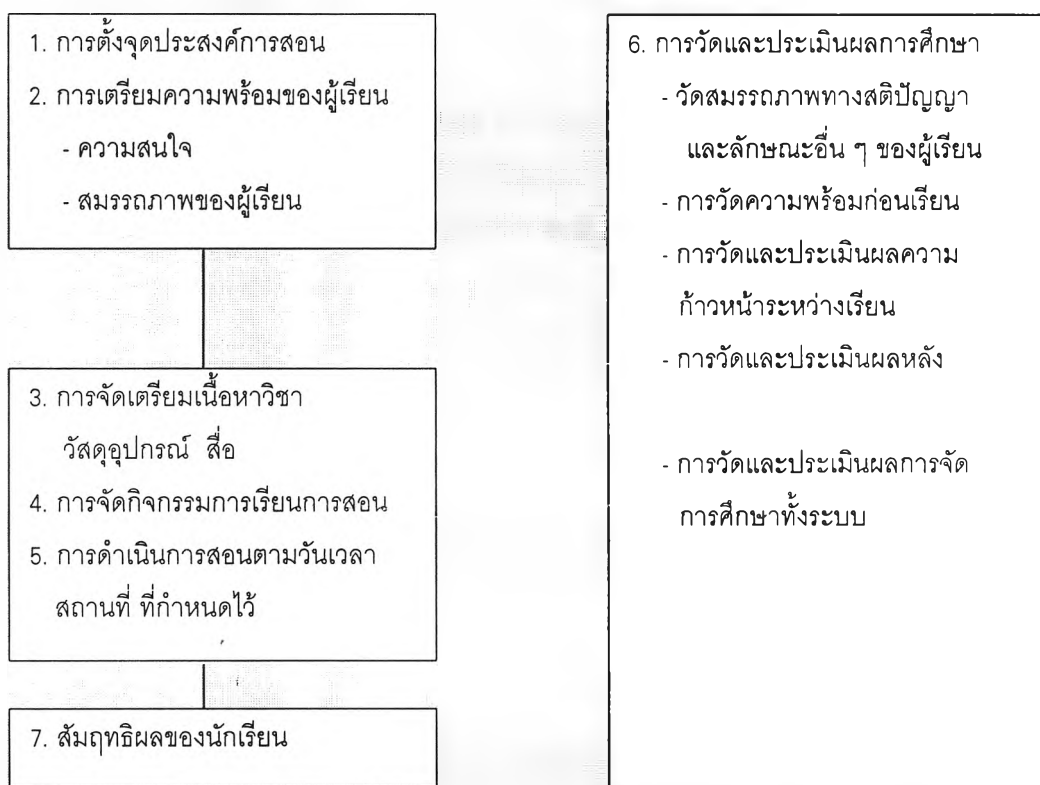 1. การตั้งจุดประสงค์การสอน
2. การเตรียมความพร้อมของผู้เรียน
- ความสนใจ
- สมรรถภาพของผู้เรียน
3. การจัดเตรียมเนื้อหาวิชา
วัสดุอุปกรณ์ สื่อ
4. การจัดกิจกรรมการเรียนการสอน
5. การดำเนินการสอนตามวันเวลา
สถานที่ ที่กำหนดไว้
7. สัมฤทธิผลของนักเรียน
6. การวัดและประเมินผลการศึกษา
- วัดสมรรถภาพทางสติปัญญา
และลักษณะอื่น ๆ ของผู้เรียน
- การวัดความพร้อมก่อนเรียน
- การวัดและประเมินผลความ
ก้าวหน้าระหว่างเรียน
- การวัดและประเมินผลหลัง
- การวัดและประเมินผลการจัด
การศึกษาทั้งระบบ